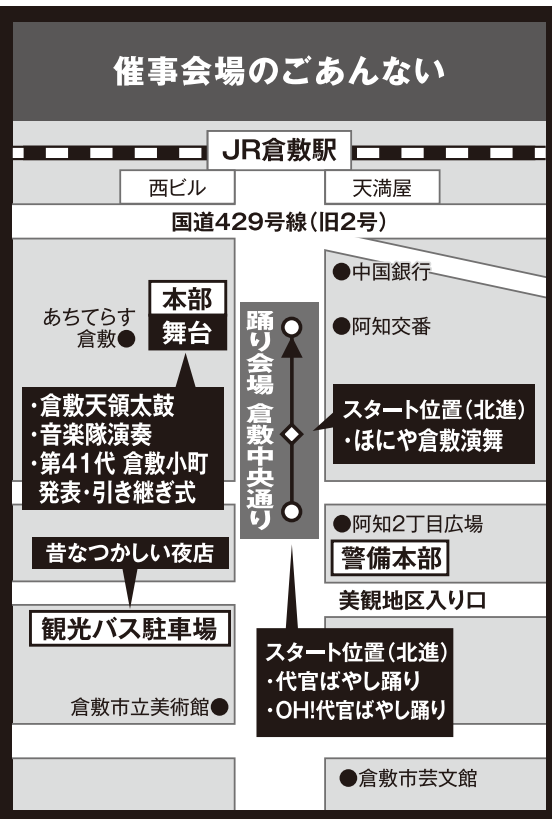 催事会場のごあんない
JR倉敷駅
西ビル
天満屋
国道429号線（旧2号）
●中国銀行
あちてらす
倉敷●
本部
舞台
●阿知交番
踊り会場 倉敷中央通り
・倉敷天領太鼓
・音楽隊演奏
・第41代 倉敷小町
発表・引き継ぎ式
スタート位置（北進）
・ほにや倉敷演舞
●阿知2丁目広場
警備本部
昔なつかしい夜店
美観地区入り口
観光バス駐車場
スタート位置（北進）
・代官ばやし踊り
・OH!代官ばやし踊り
倉敷市立美術館●
●倉敷市芸文館